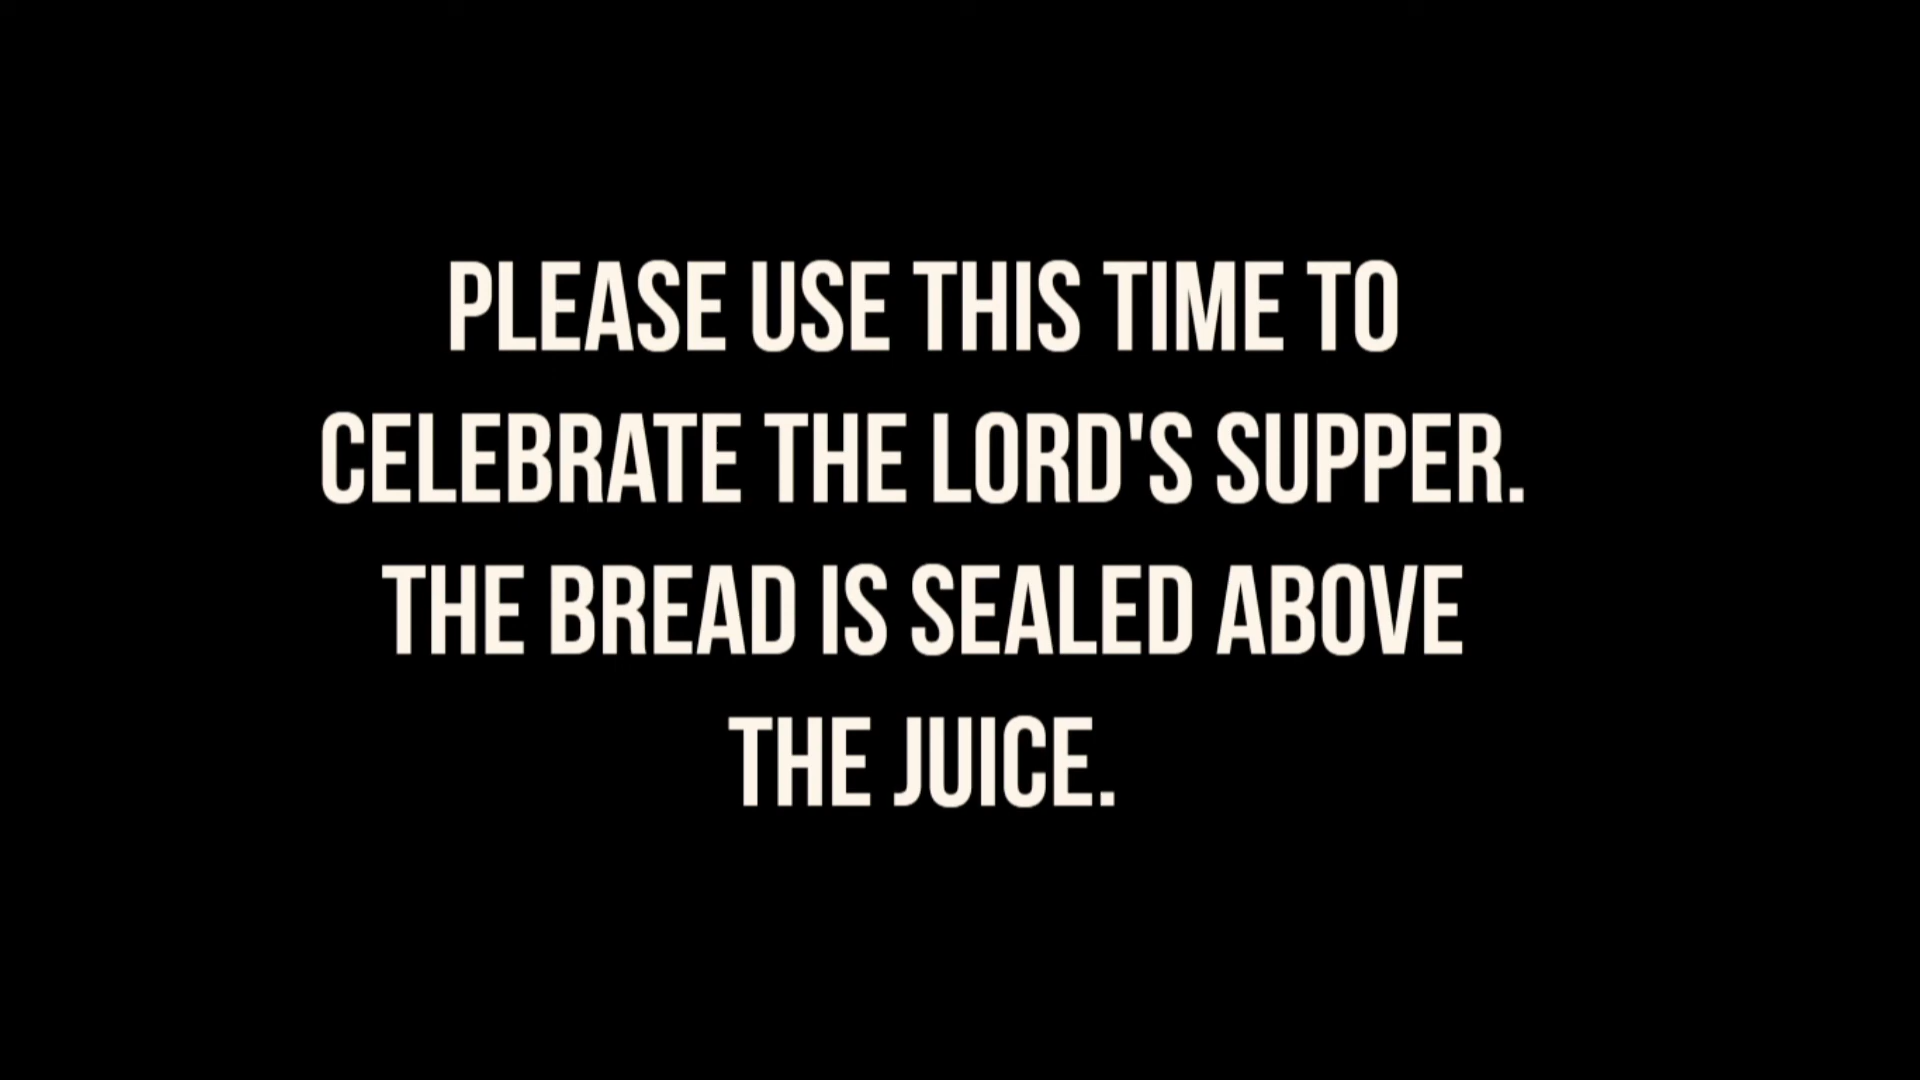 PLEASE USE THIS TIME TO
CELEBRATE THE LORD'S SUPPER.
THE BREAD IS SEALED ABOVE
THE JUICE.